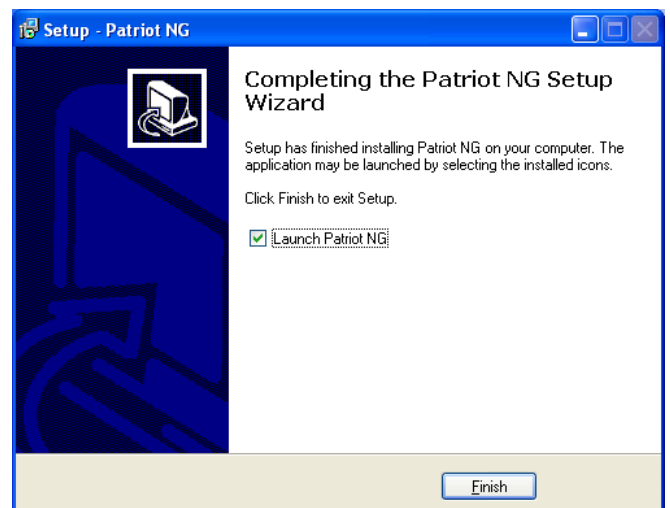 Setup - Patriot NG
Completing the Patriot NG Setup
Wizard
Setup has finished installing Patriot NG on your computer. The
application may be launched by selecting the installed icons.
Click Finish to exit Setup.
Launch Patriot NG
Finish